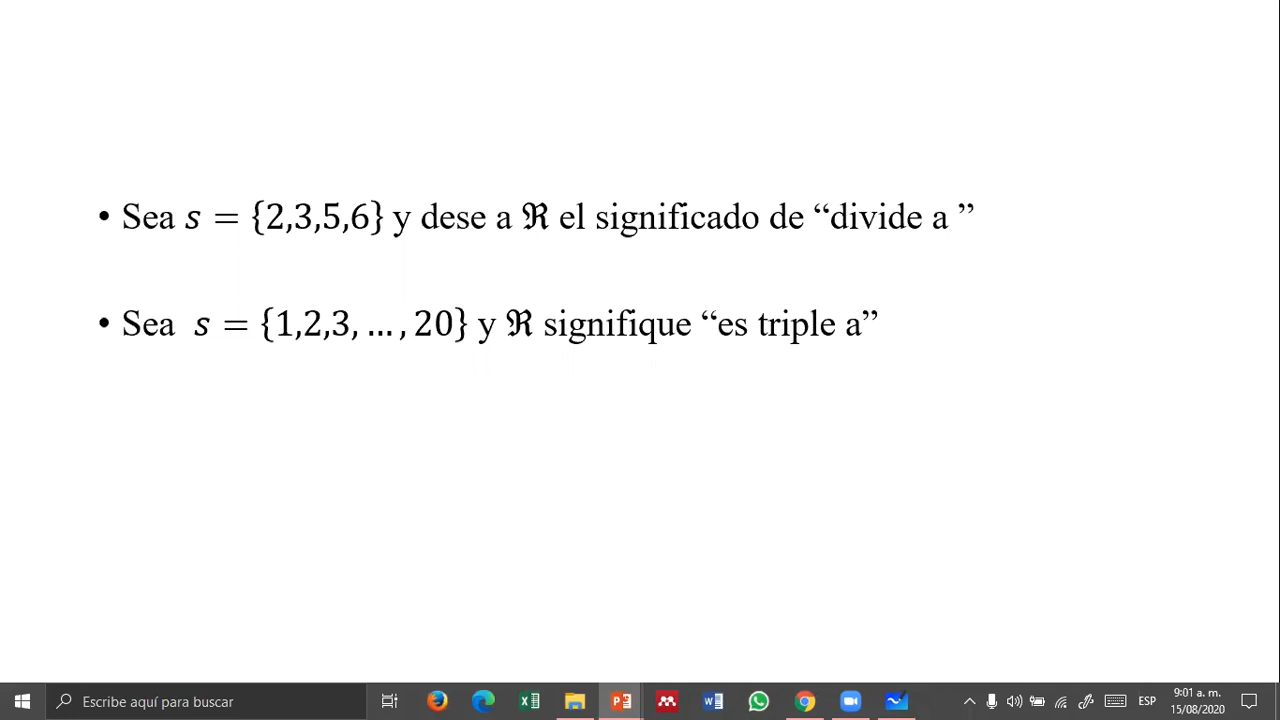 • Sea s = {2,3,5,6} y dese a ℜ el significado de “divide a ”
• Sea s = {1,2,3, … , 20} y ℜ signifique “es triple a”
Escribe aquí para buscar
ESP
9:01 a. m.
15/08/2020